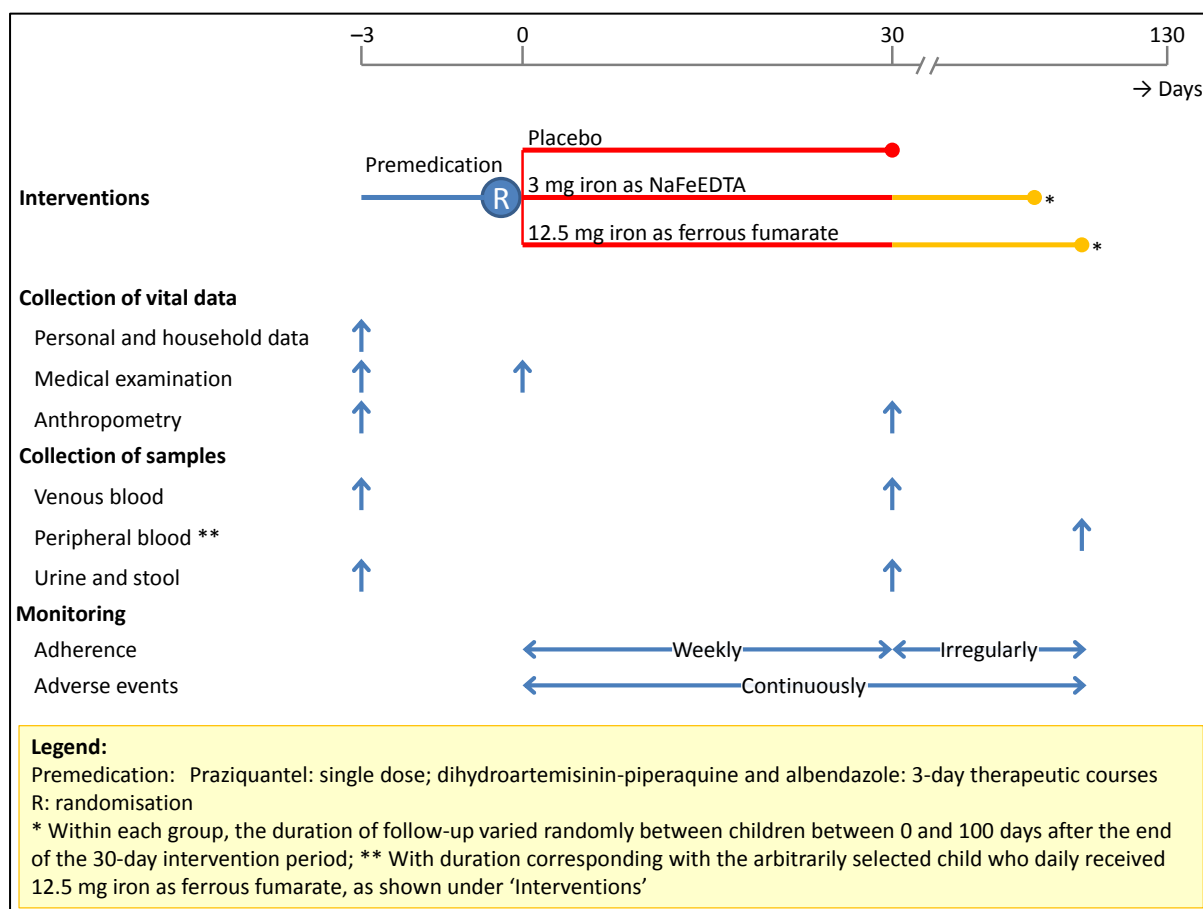 –3 0 30 130
→ Days
Placebo
Premedication
R
3 mg iron as NaFeEDTA
Interventions
*
12.5 mg iron as ferrous fumarate
*
Collection of vital data
Personal and household data
Medical examination
Anthropometry
Collection of samples
Venous blood
Peripheral blood **
Urine and stool
Monitoring
Adherence Weekly Irregularly
Adverse events Continuously
Legend:
Premedication: Praziquantel: single dose; dihydroartemisinin-piperaquine and albendazole: 3-day therapeutic courses
R: randomisation
* Within each group, the duration of follow-up varied randomly between children between 0 and 100 days after the end
of the 30-day intervention period; ** With duration corresponding with the arbitrarily selected child who daily received
12.5 mg iron as ferrous fumarate, as shown under ‘Interventions’